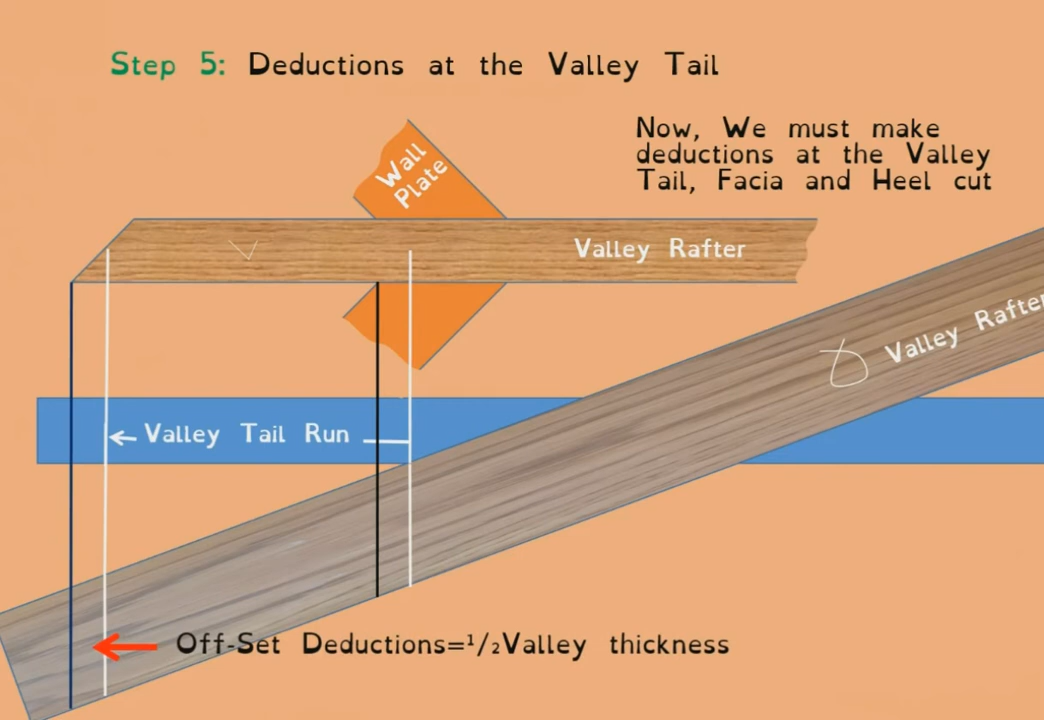 Step 5: Deductions at the Valley Tail
Now, We must make
deductions at the Valley
Tail, Facia and Heel cut
Wall
Plate
Valley Rafter
Valley Rafter
Valley Tail Run
Off-Set Deductions=¹/₂Valley thickness